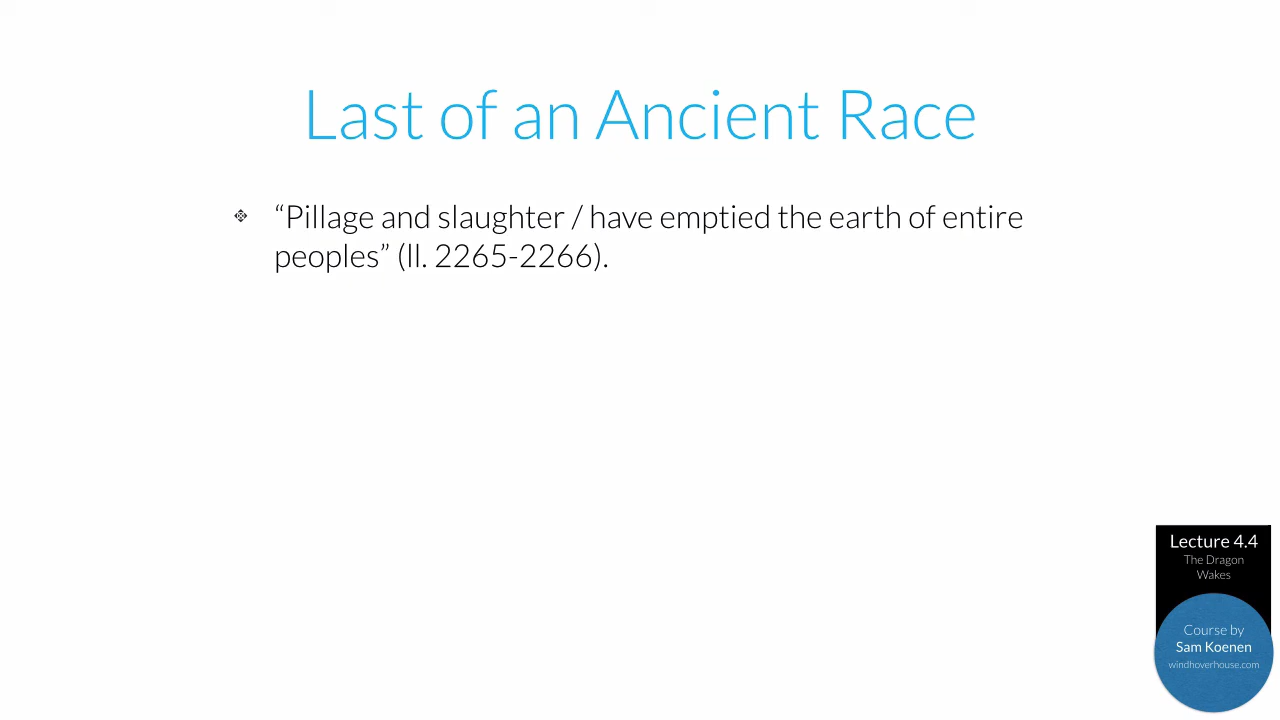 Last of an Ancient Race
“Pillage and slaughter / have emptied the earth of entire
peoples” (ll. 2265-2266).
Lecture 4.4
The Dragon
Wakes
Course by
Sam Koenen
windhoverhouse.com